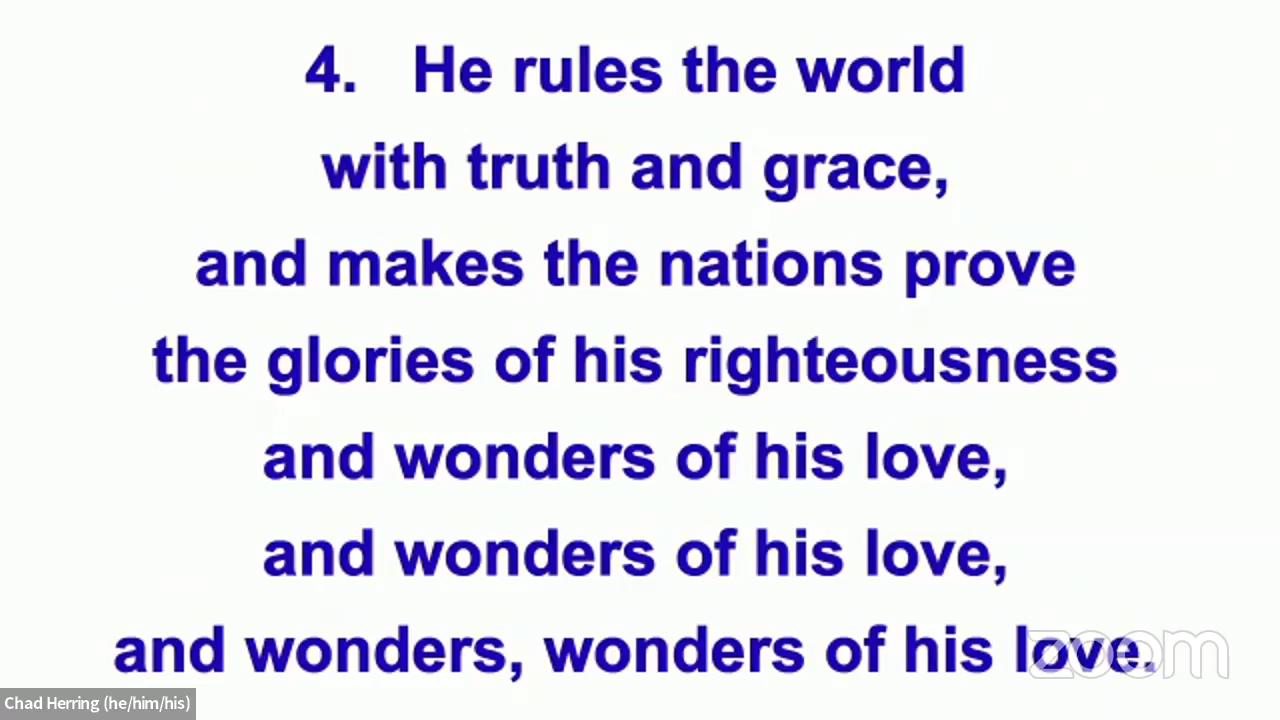 4. He rules the world
with truth and grace,
and makes the nations prove
the glories of his righteousness
and wonders of his love,
and wonders of his love,
and wonders, wonders of his love.
zoom
Chad Herring (he/him/his)